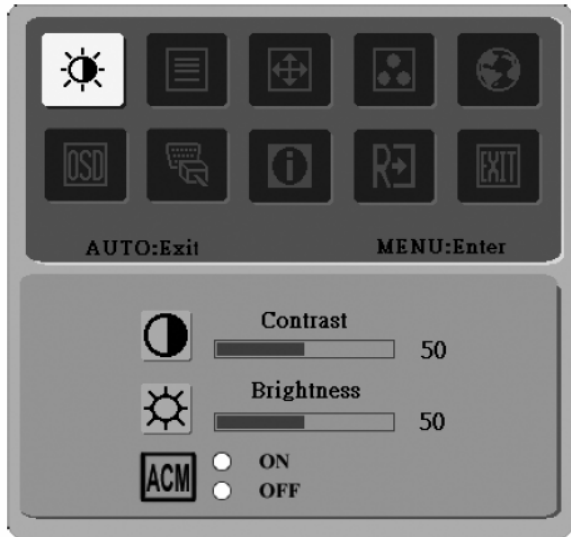 OSD
R
EXIT
AUTO:Exit MENU:Enter
Contrast
50
Brightness
50
ACM ON
OFF